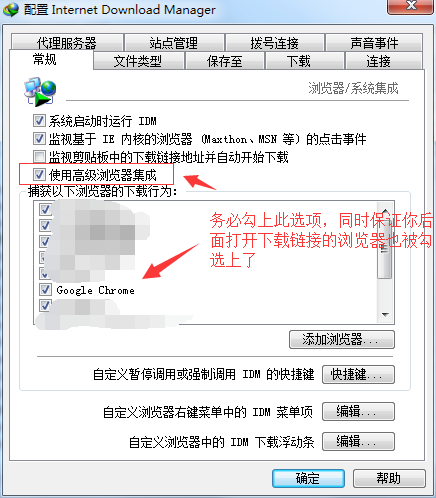 配置 Internet Download Manager
代理服务器 站点管理 拨号连接 声音事件
常规 文件类型 保存至 下载 连接
浏览器/系统集成
系统启动时运行 IDM
监视基于 IE 内核的浏览器 (Maxthon、MSN 等) 的点击事件
监视剪贴板中的下载链接地址并自动开始下载
使用高级浏览器集成
捕获以下浏览器的下载行为:
务必勾上此选项，同时保证你后
面打开下载链接的浏览器也被勾
选上了
Google Chrome
添加浏览器...
自定义暂停调用或强制调用 IDM 的快捷键 快捷键...
自定义浏览器右键菜单中的 IDM 菜单项 编辑...
自定义浏览器中的 IDM 下载浮动条 编辑...
确定 帮助